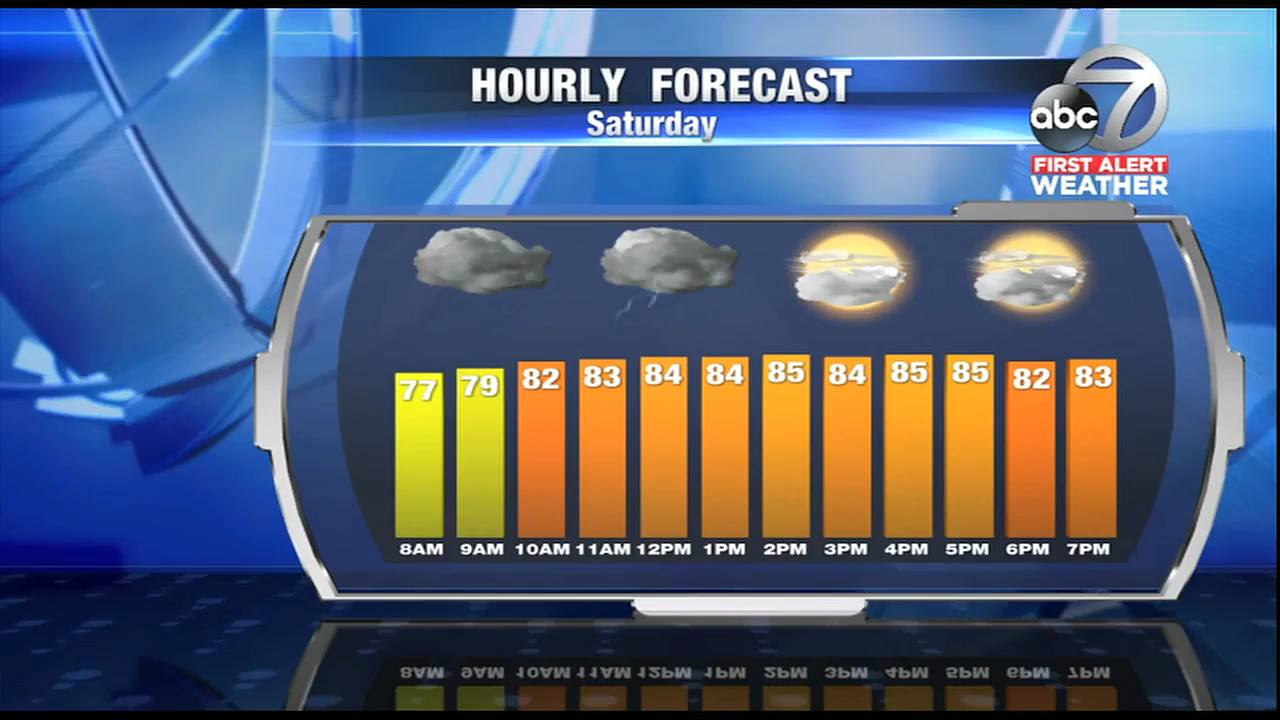 HOURLY FORECAST
Saturday
abc 7
FIRST ALERT
WEATHER
77 79 82 83 84 84 85 84 85 85 82 83
8AM 9AM 10AM 11AM 12PM 1PM 2PM 3PM 4PM 5PM 6PM 7PM